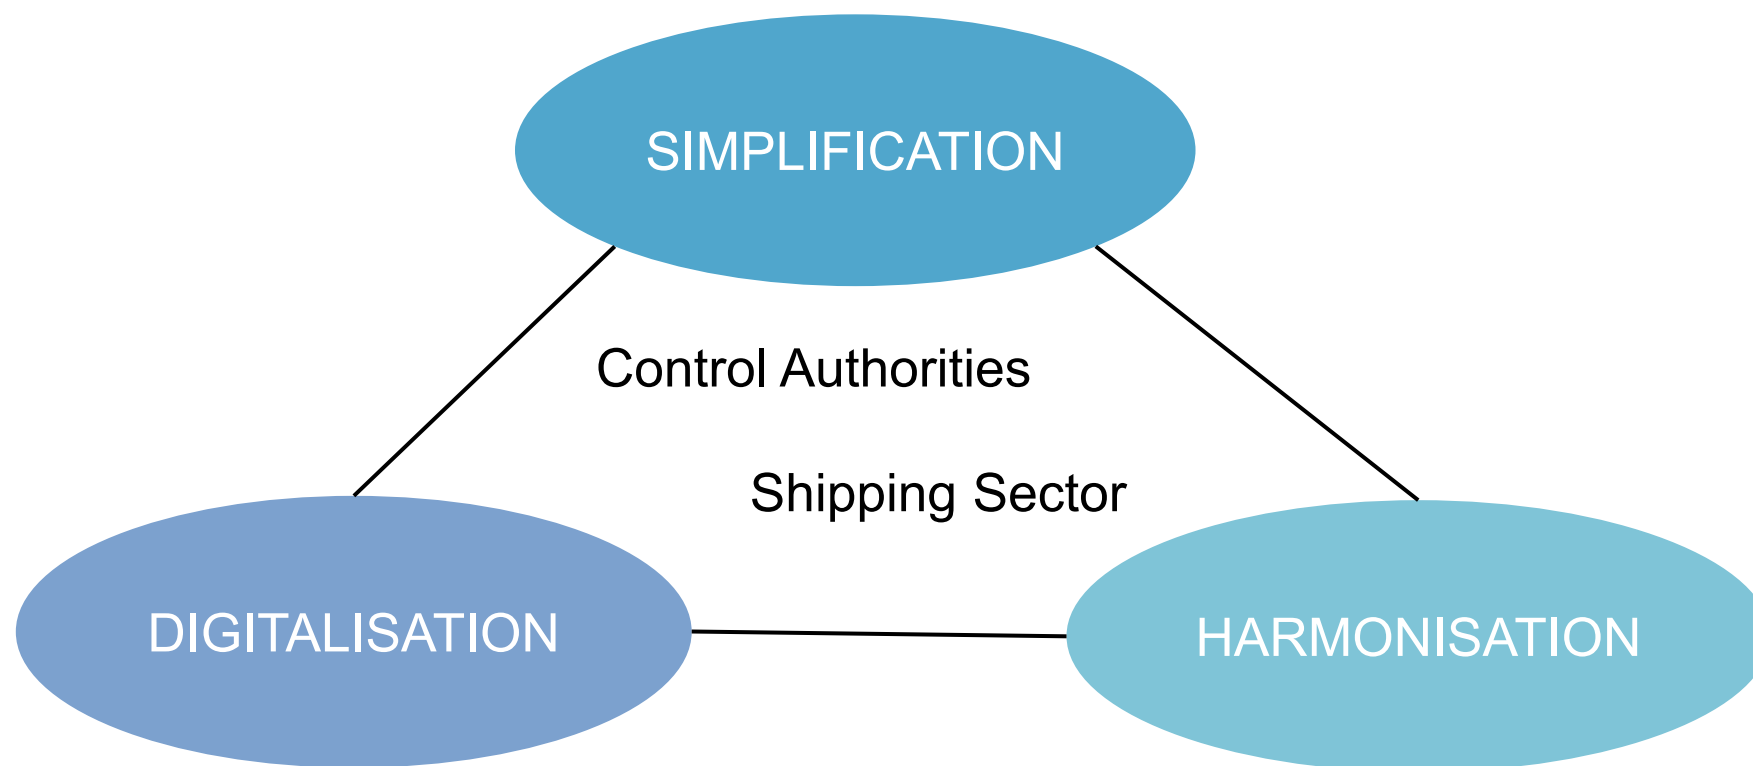 SIMPLIFICATION
Control Authorities
Shipping Sector
DIGITALISATION
HARMONISATION